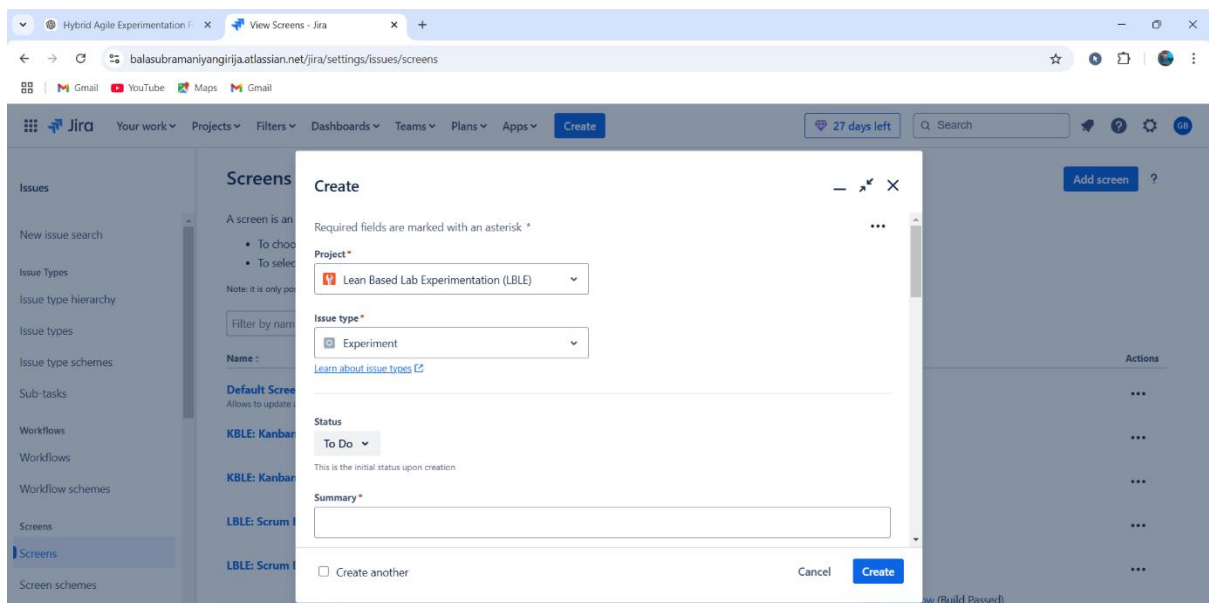 Hybrid Agile Experimentation F
View Screens - Jira
balasubramaniyangirija.atlassian.net/jira/settings/issues/screens
Gmail YouTube Maps Gmail
Jira Your work Projects Filters Dashboards Teams Plans Apps Create 27 days left Search GB
Issues
New issue search
Issue Types
Issue type hierarchy
Issue types
Issue type schemes
Sub-tasks
Workflows
Workflows
Workflow schemes
Screens
Screens
Screen schemes
Screens
Add screen ?
A screen is an
• To choo
• To selec
Note: it is only po
Filter by nam
Name
Actions
Default Scree
Allows to update
KBLE: Kanban
KBLE: Kanban
LBLE: Scrum
LBLE: Scrum
(Build Passed)
Create
Required fields are marked with an asterisk *
Project *
Lean Based Lab Experimentation (LBLE)
Issue type *
Experiment
Learn about issue types
Status
To Do
This is the initial status upon creation
Summary *
Create another
Cancel Create